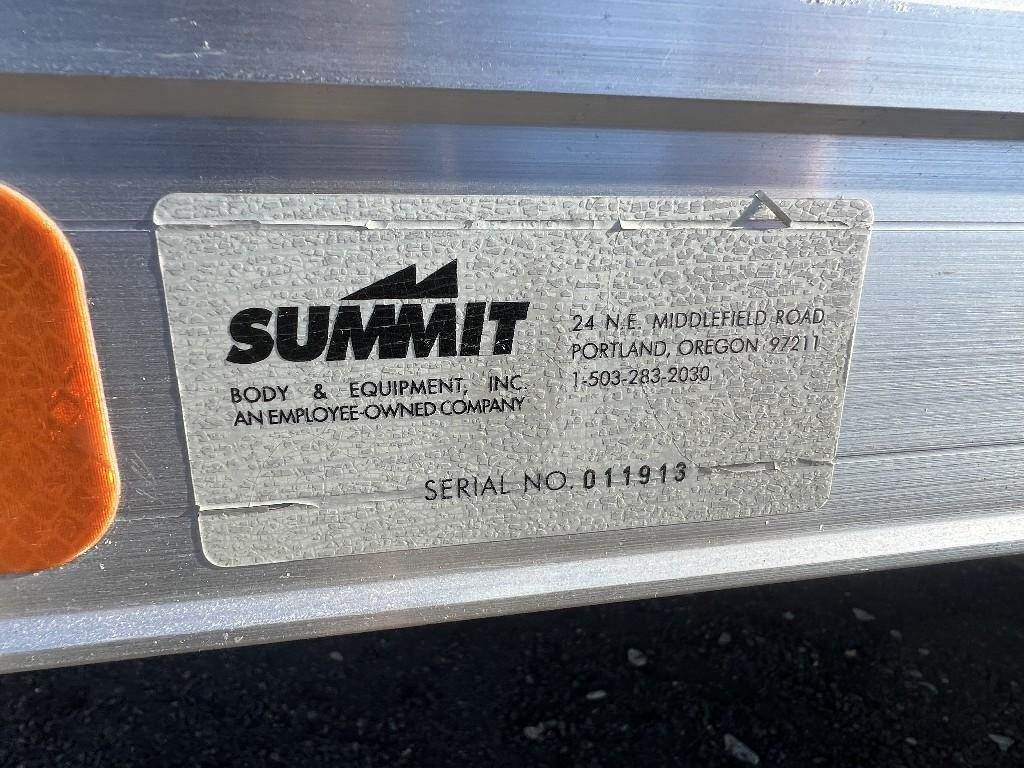 SUMMIT
BODY & EQUIPMENT, INC.
AN EMPLOYEE-OWNED COMPANY
24 N.E. MIDDLEFIELD ROAD
PORTLAND, OREGON 97211
1-503-283-2030
SERIAL NO. 011913